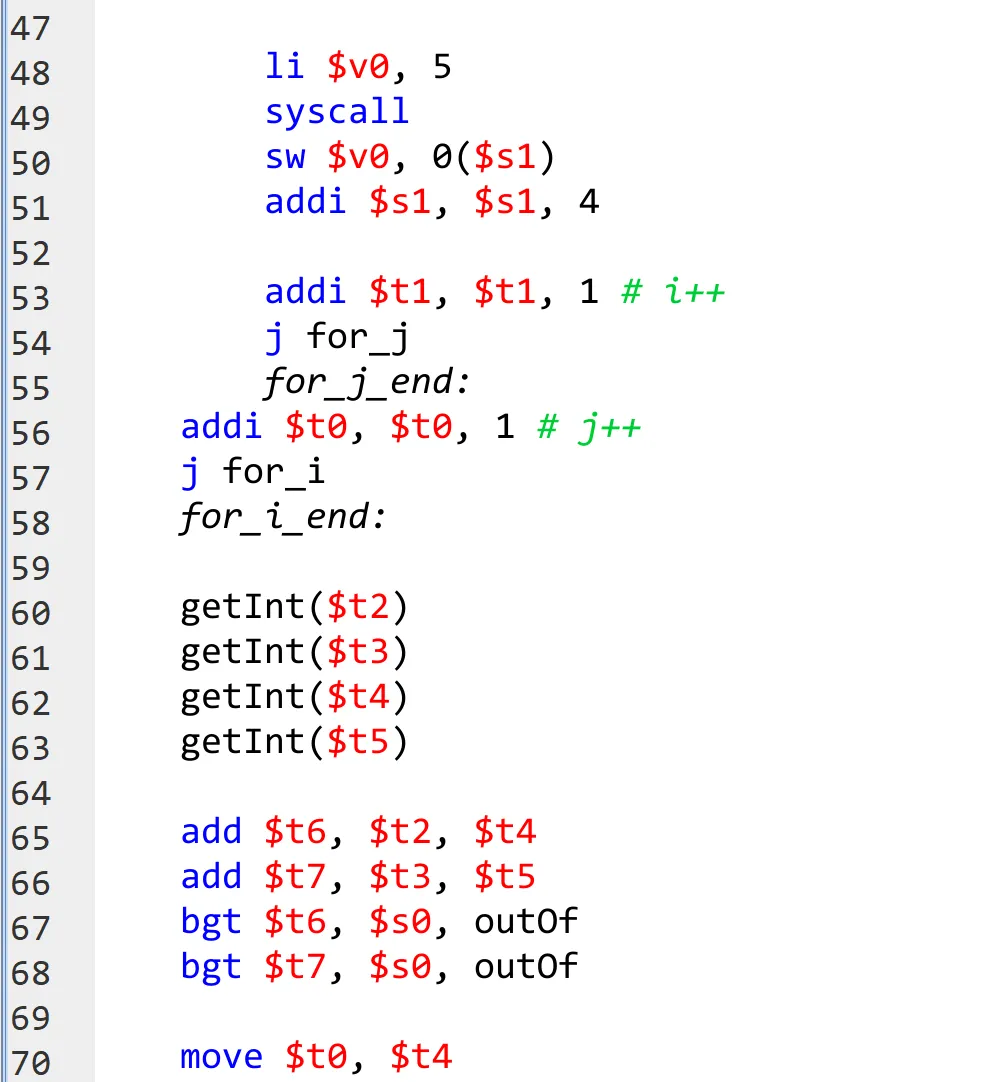 47
48 li $v0, 5
49 syscall
50 sw $v0, 0($s1)
51 addi $s1, $s1, 4
52
53 addi $t1, $t1, 1 # i++
54 j for_j
55 for_j_end:
56 addi $t0, $t0, 1 # j++
57 j for_i
58 for_i_end:
59
60 getInt($t2)
61 getInt($t3)
62 getInt($t4)
63 getInt($t5)
64
65 add $t6, $t2, $t4
66 add $t7, $t3, $t5
67 bgt $t6, $s0, outOf
68 bgt $t7, $s0, outOf
69
70 move $t0, $t4